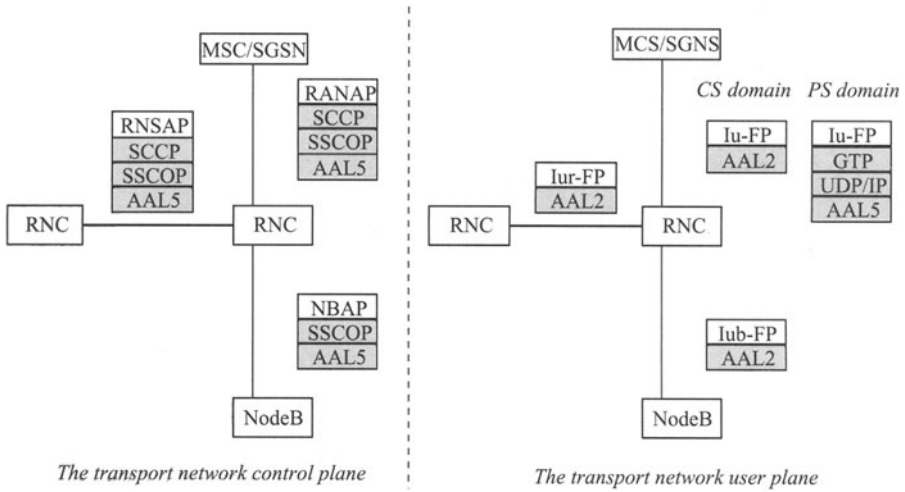 MSC/SGSN
RANAP
SCCP
SSCOP
AAL5
RNSAP
SCCP
SSCOP
AAL5
RNC
RNC
NBAP
SSCOP
AAL5
NodeB
The transport network control plane
MCS/SGNS
CS domain
PS domain
Iu-FP
AAL2
Iu-FP
GTP
UDP/IP
AAL5
Iur-FP
AAL2
RNC
RNC
Iub-FP
AAL2
NodeB
The transport network user plane